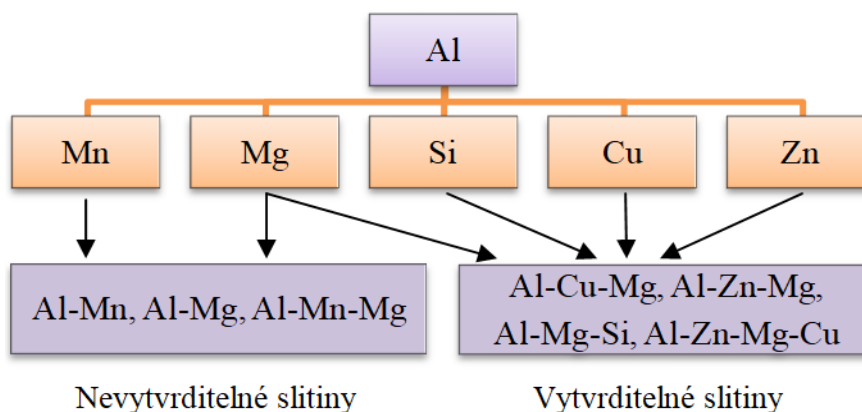 Al
Mn
Mg
Si
Cu
Zn
Al-Mn, Al-Mg, Al-Mn-Mg
Al-Cu-Mg, Al-Zn-Mg,
Al-Mg-Si, Al-Zn-Mg-Cu
Nevytvrditelné slitiny
Vytvrditelné slitiny